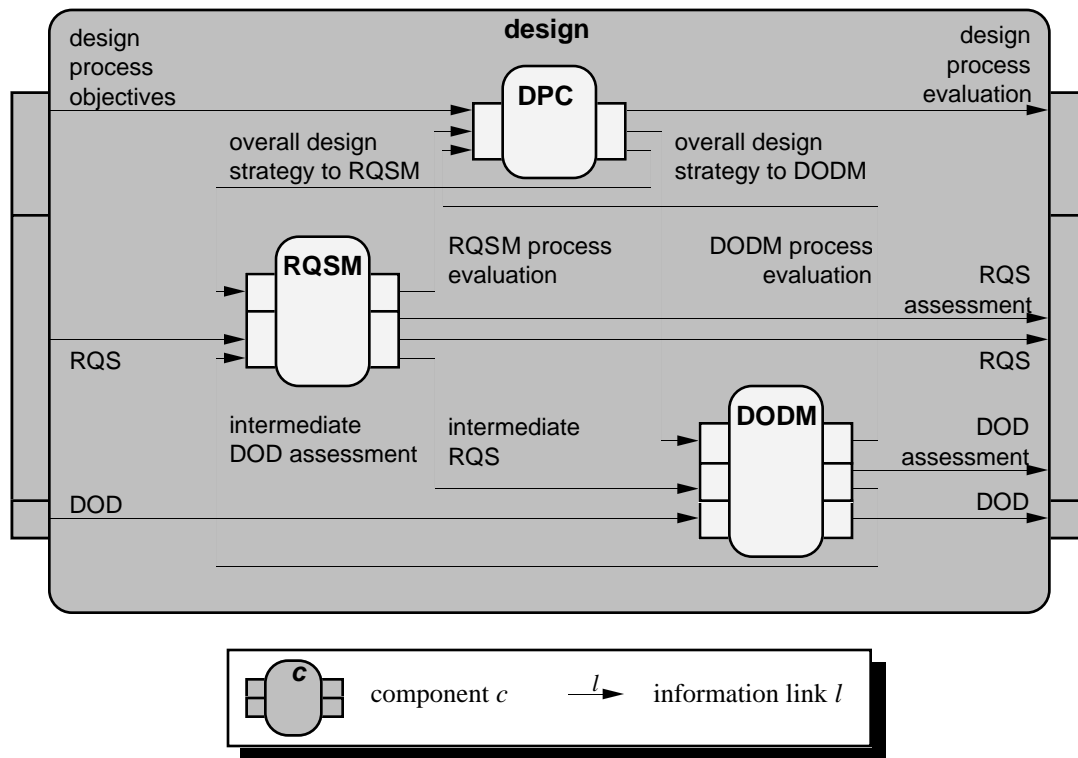 design
design
process
objectives
DPC
design
process
evaluation
overall design
strategy to RQSM
overall design
strategy to DODM
RQSM
RQSM process
evaluation
DODM process
evaluation
RQS
assessment
RQS
RQS
intermediate
DOD assessment
intermediate
RQS
DODM
DOD
assessment
DOD
DOD
c
component c
l
information link l